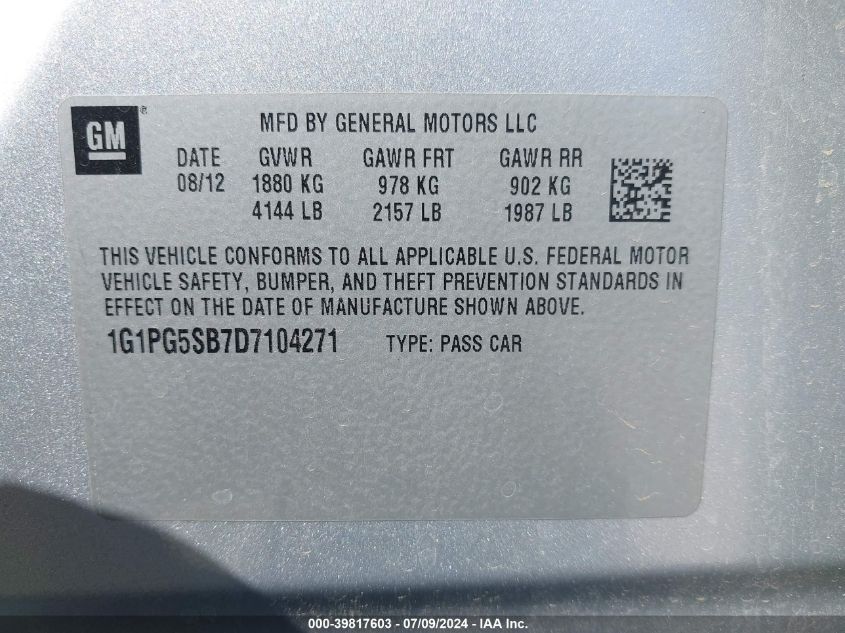 GM ®
MFD BY GENERAL MOTORS LLC
DATE GVWR GAWR FRT GAWR RR
08/12 1880 KG 978 KG 902 KG
4144 LB 2157 LB 1987 LB
THIS VEHICLE CONFORMS TO ALL APPLICABLE U.S. FEDERAL MOTOR
VEHICLE SAFETY, BUMPER, AND THEFT PREVENTION STANDARDS IN
EFFECT ON THE DATE OF MANUFACTURE SHOWN ABOVE.
1G1PG5SB7D7104271 TYPE: PASS CAR
000-39817603 / 07/09/2024 - IAA Inc.